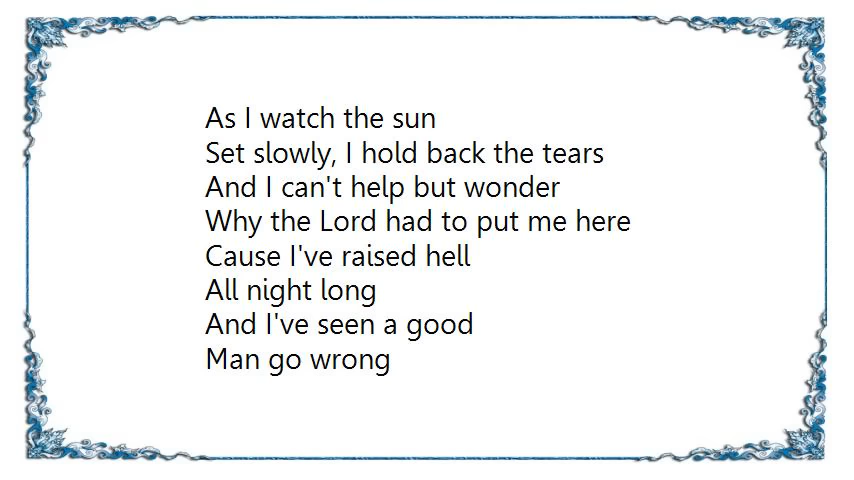 As I watch the sun
Set slowly, I hold back the tears
And I can't help but wonder
Why the Lord had to put me here
Cause I've raised hell
All night long
And I've seen a good
Man go wrong